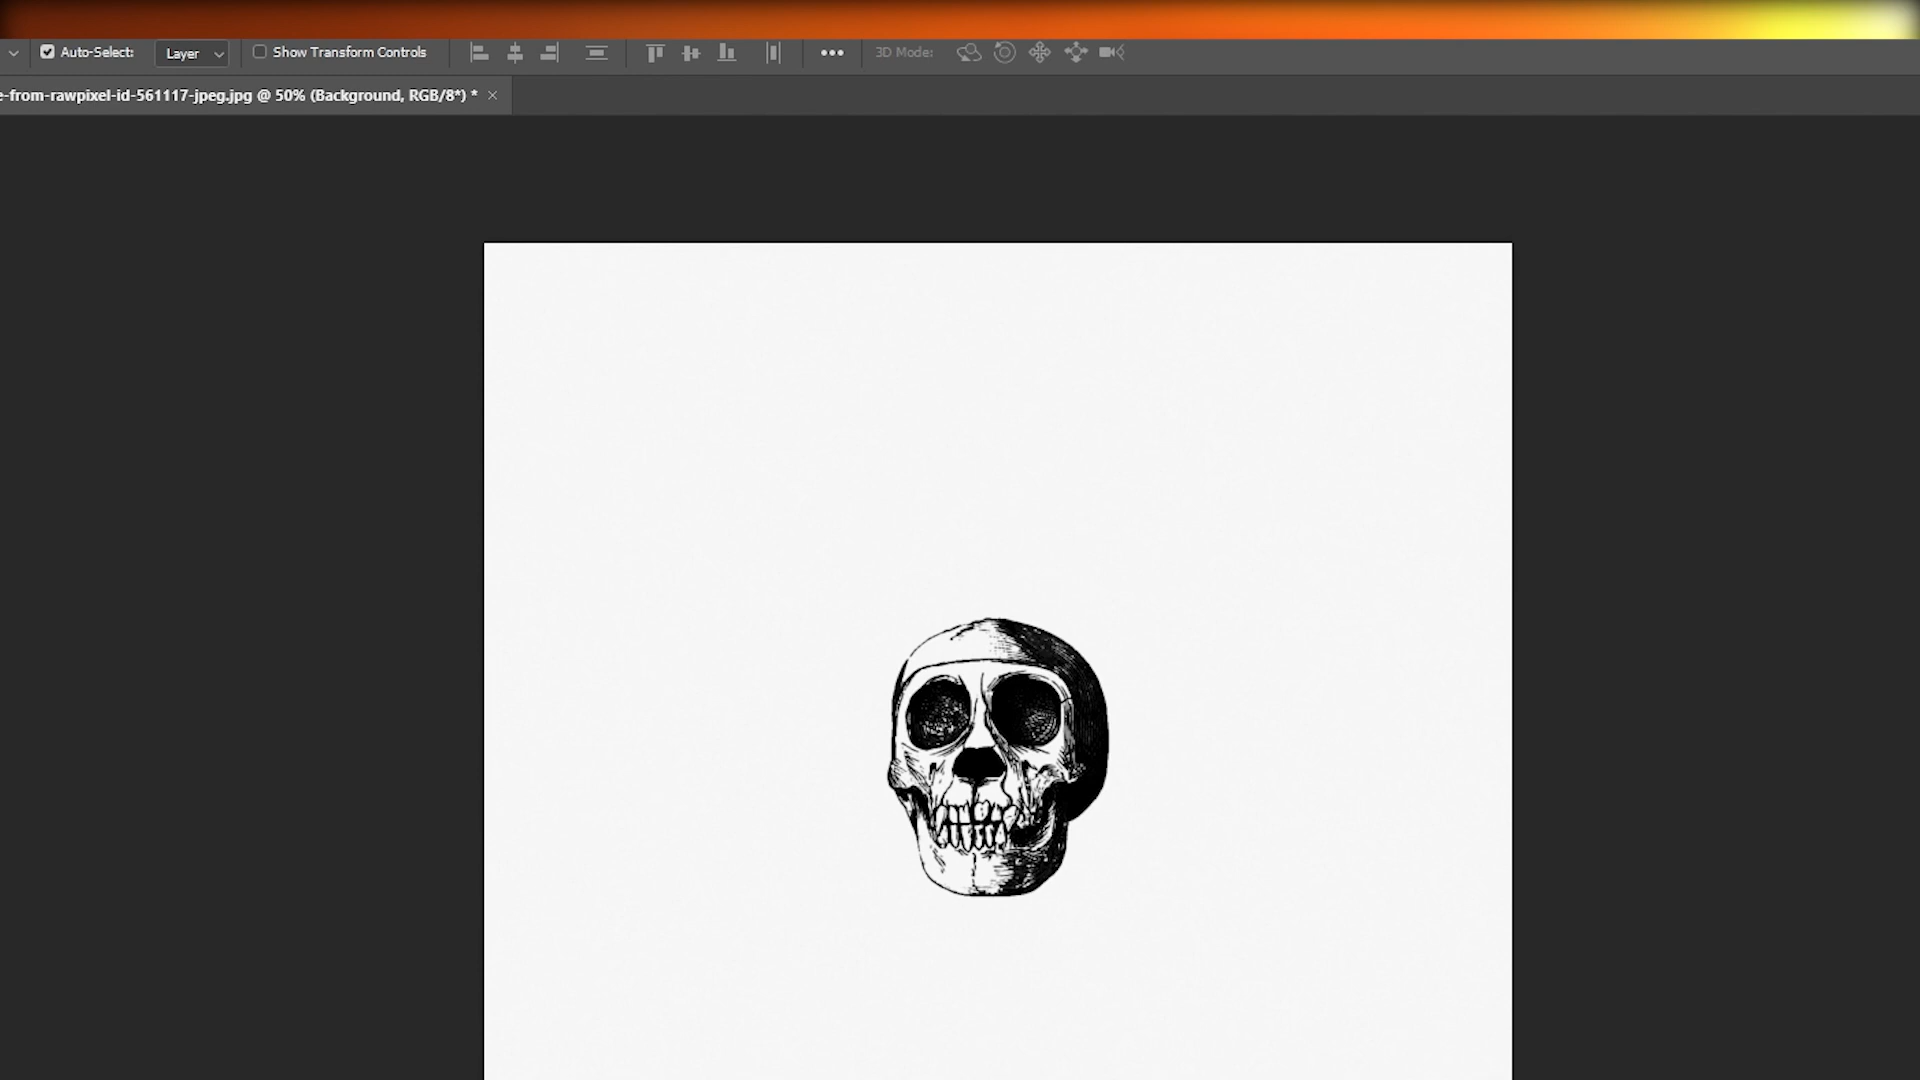 Auto-Select: Layer Show Transform Controls 3D Mode:
e-from-rawpixel-id-561117-jpeg.jpg @ 50% (Background, RGB/8*) *